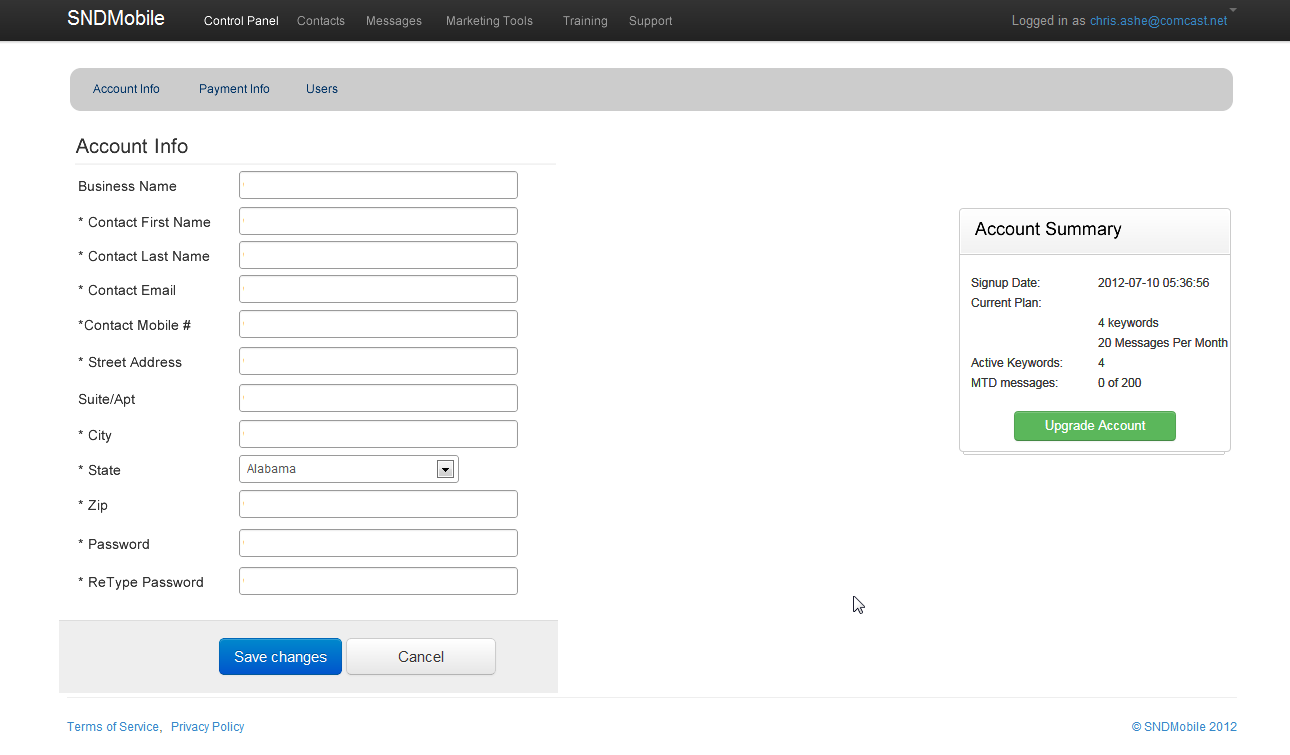 SNDMobile Control Panel Contacts Messages Marketing Tools Training Support Logged in as chris.ashe@comcast.net
Account Info Payment Info Users
Account Info
Business Name
* Contact First Name
* Contact Last Name
* Contact Email
*Contact Mobile #
* Street Address
Suite/Apt
* City
* State Alabama
* Zip
* Password
* ReType Password
Save changes Cancel
Account Summary
Signup Date: 2012-07-10 05:36:56
Current Plan:
4 keywords
20 Messages Per Month
Active Keywords: 4
MTD messages: 0 of 200
Upgrade Account
Terms of Service, Privacy Policy © SNDMobile 2012